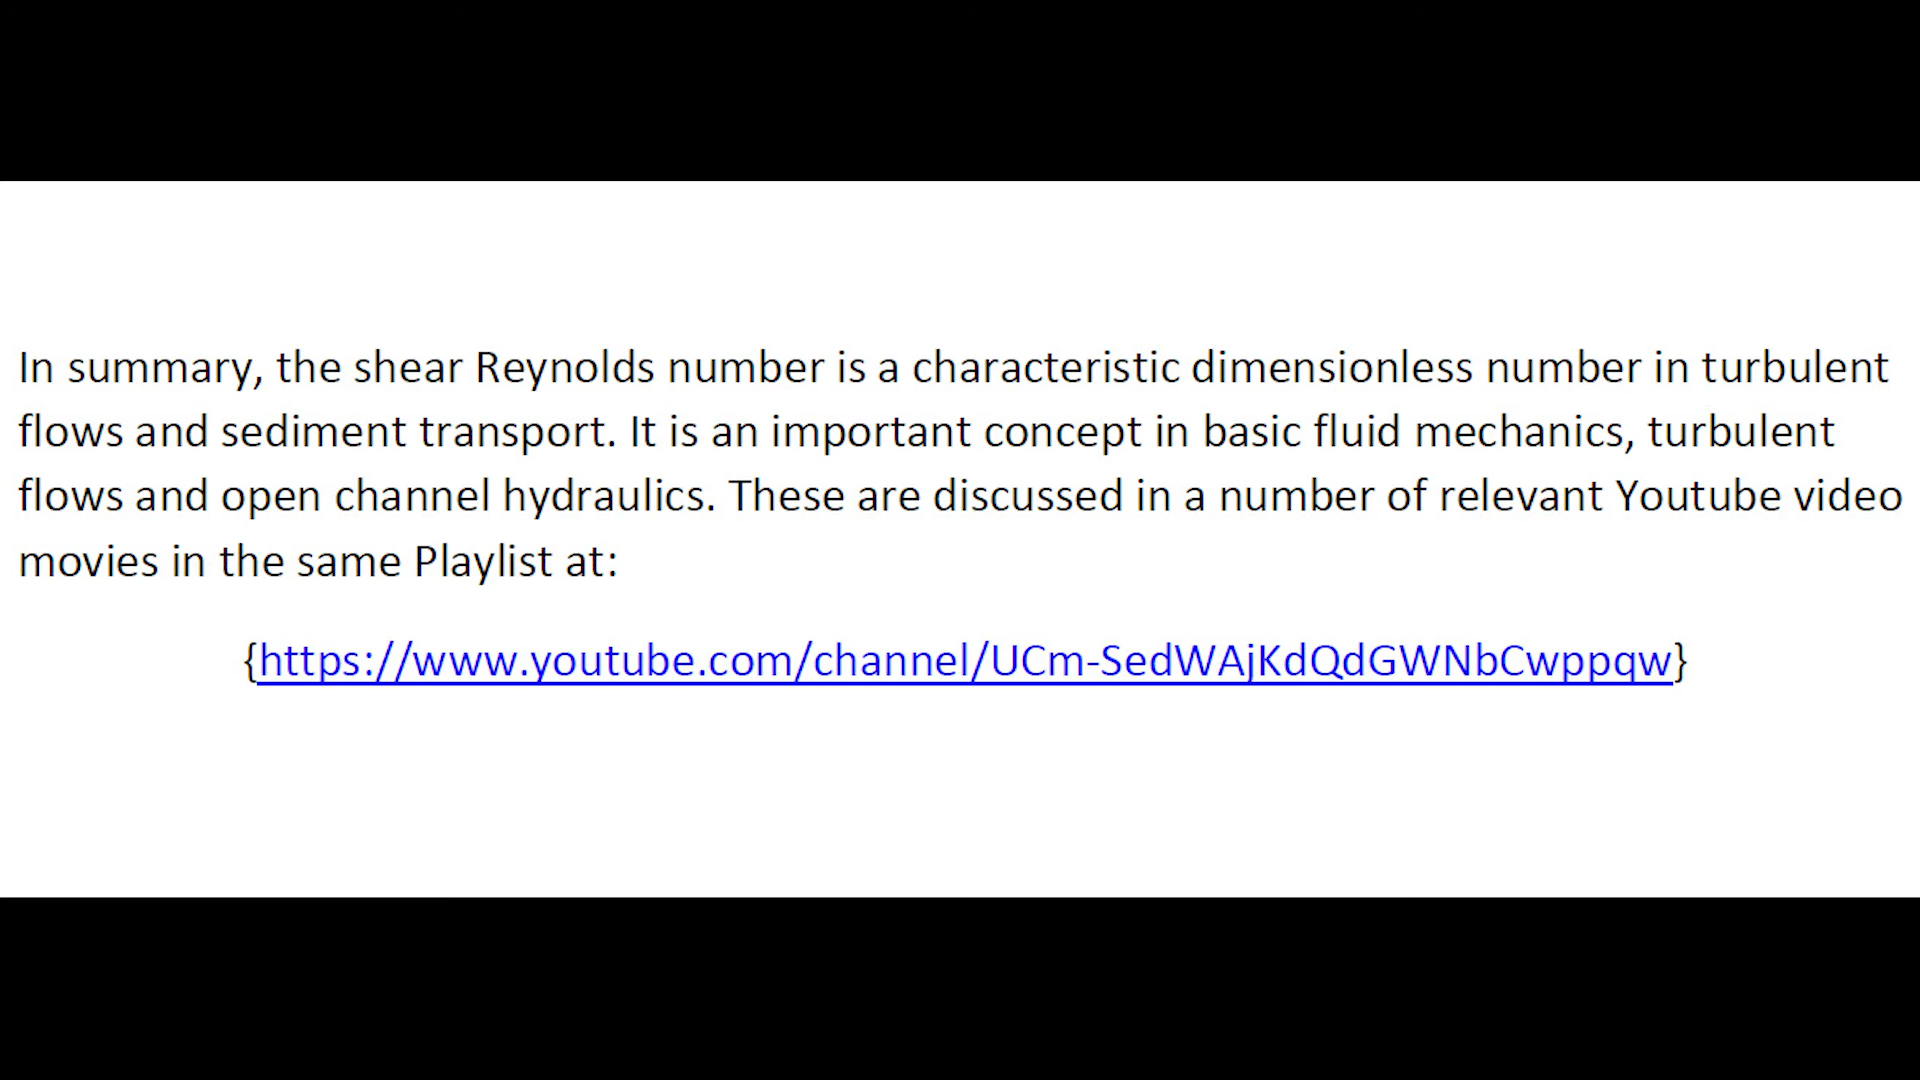 In summary, the shear Reynolds number is a characteristic dimensionless number in turbulent
flows and sediment transport. It is an important concept in basic fluid mechanics, turbulent
flows and open channel hydraulics. These are discussed in a number of relevant Youtube video
movies in the same Playlist at:
{https://www.youtube.com/channel/UCm-SedWAjKdQdGWNbCwppqw}